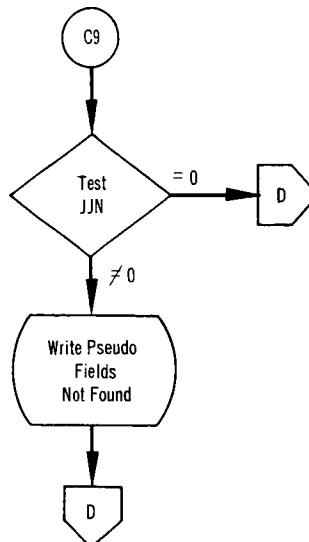 C9
Test
JJN
= 0
D
≠0
Write Pseudo
Fields
Not Found
D